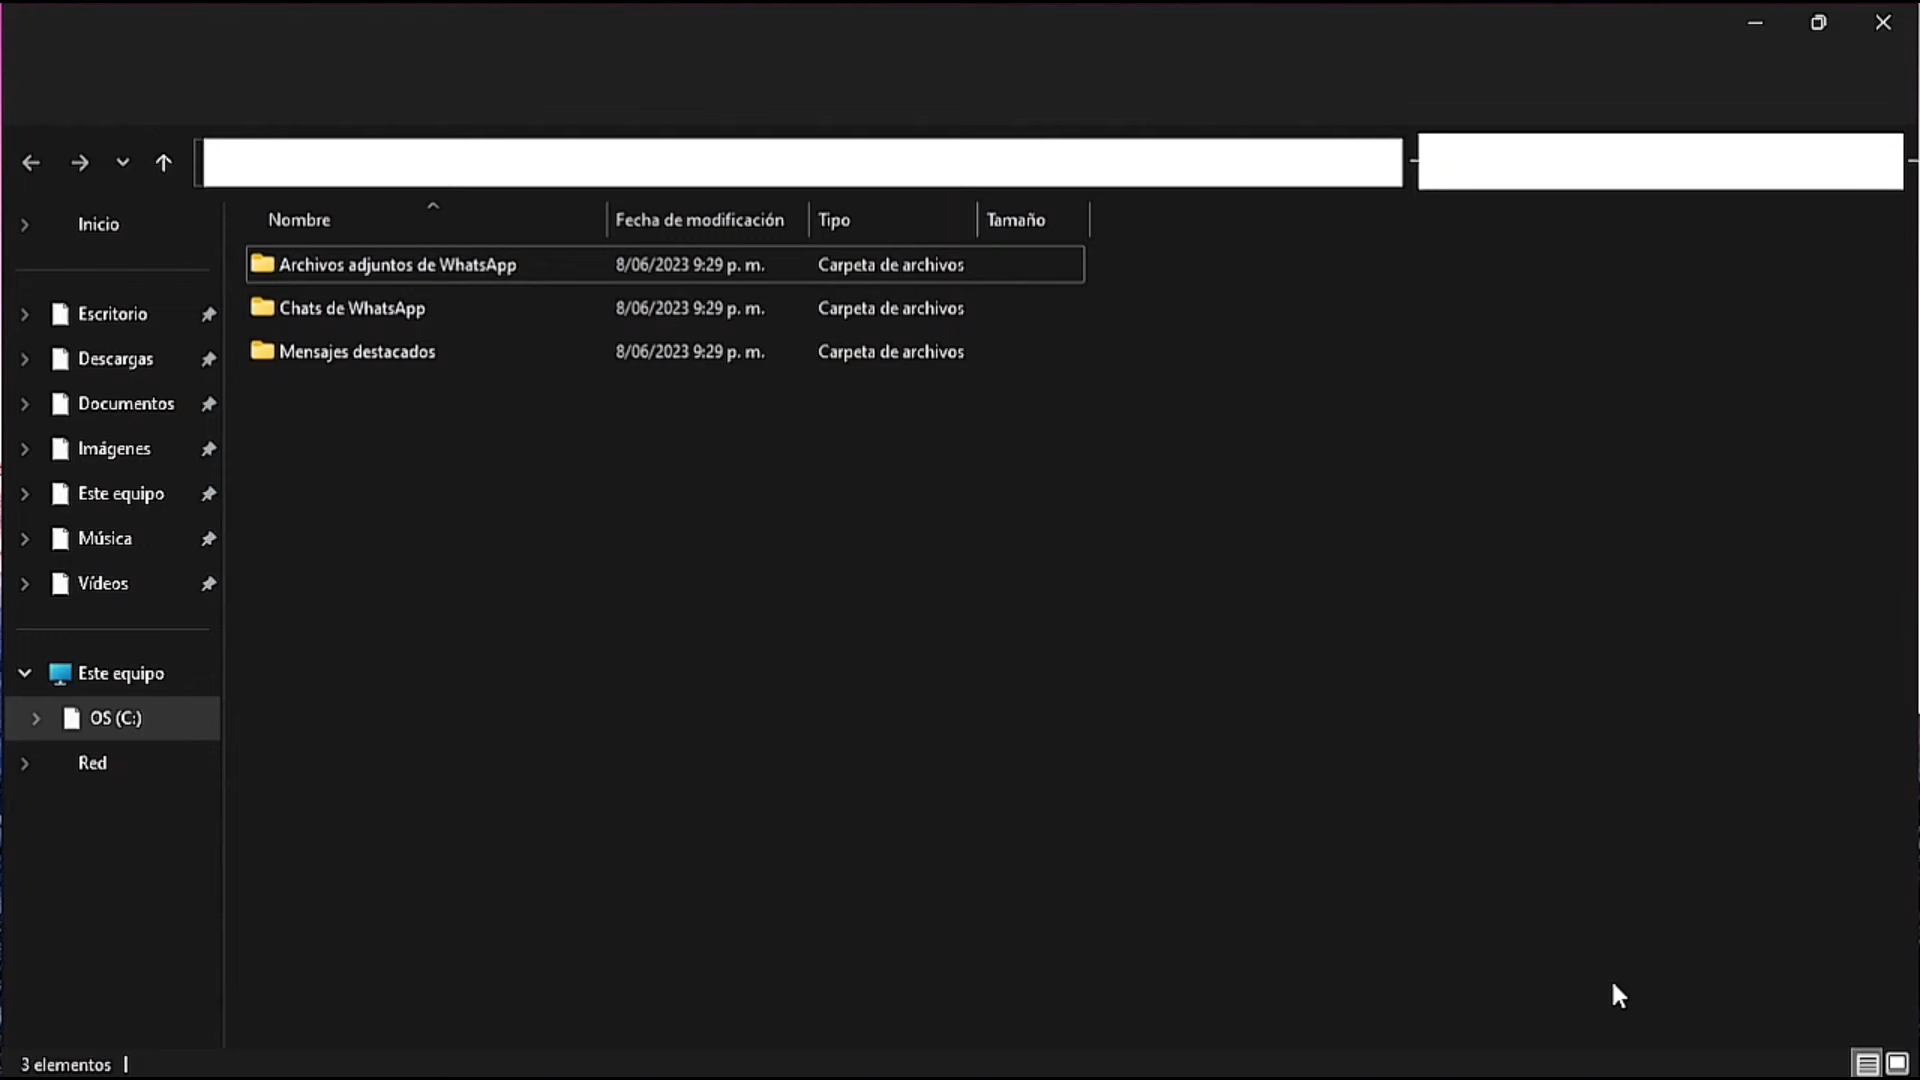 Inicio
Escritorio
Descargas
Documentos
Imágenes
Este equipo
Música
Vídeos
Este equipo
OS (C:)
Red
Nombre Fecha de modificación Tipo Tamaño
Archivos adjuntos de WhatsApp 8/06/2023 9:29 p. m. Carpeta de archivos
Chats de WhatsApp 8/06/2023 9:29 p. m. Carpeta de archivos
Mensajes destacados 8/06/2023 9:29 p. m. Carpeta de archivos
3 elementos